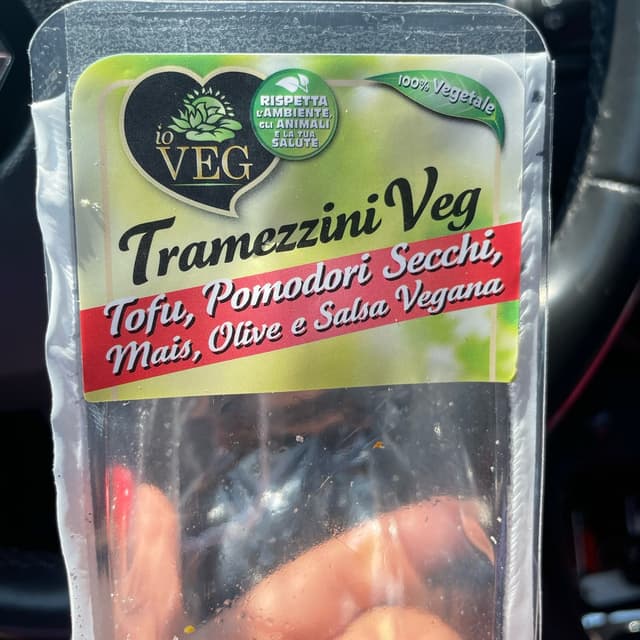 io
VEG
RISPETTA
L'AMBIENTE,
GLI ANIMALI
E LA TUA
SALUTE
100% Vegetale
Tramezzini Veg
Tofu, Pomodori Secchi,
Mais, Olive e Salsa Vegana